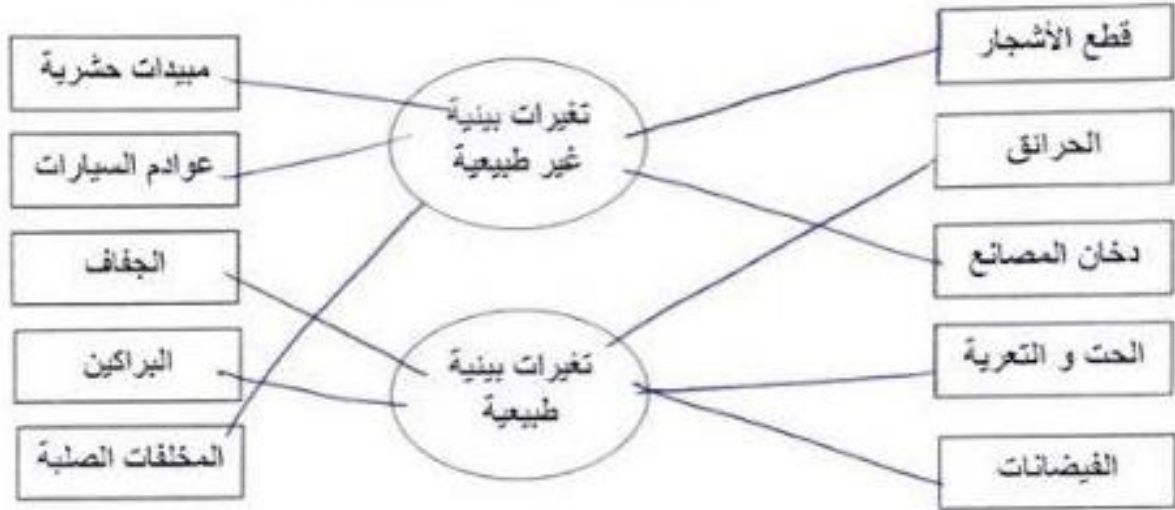 قطع الأشجار
الحرائق
دخان المصانع
الحت و التعرية
الفيضانات
تغيرات بيئية
غير طبيعية
تغيرات بيئية
طبيعية
مبيدات حشرية
عوادم السيارات
الجفاف
البراكين
المخلفات الصلبة